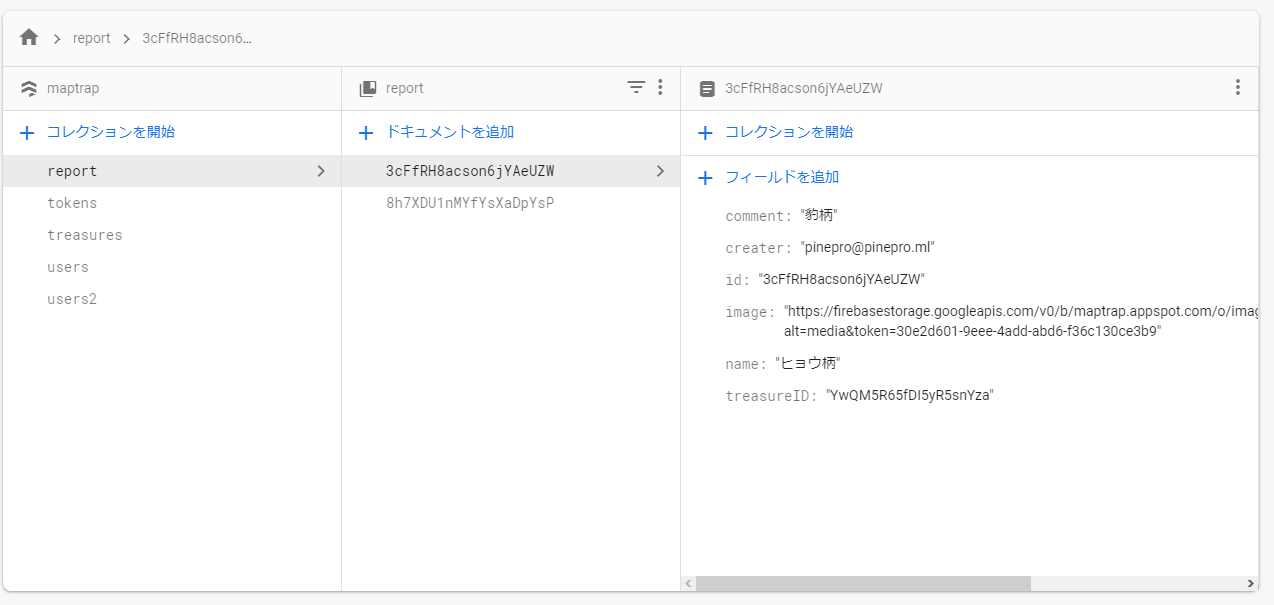 report
3cFfRH8acson6…
maptrap
report
3cFfRH8acson6jYAeUZW
コレクションを開始
ドキュメントを追加
コレクションを開始
report
tokens
treasures
users
users2
3cFfRH8acson6jYAeUZW
8h7XDU1nMYfYsXaDpYsP
フィールドを追加
comment: "豹柄"
creater: "pinepro@pinepro.ml"
id: "3cFfRH8acson6jYAeUZW"
image: "https://firebasestorage.googleapis.com/v0/b/maptrap.appspot.com/o/imag
alt=media&token=30e2d601-9eee-4add-abd6-f36c130ce3b9"
name: "ヒョウ柄"
treasureID: "YwQM5R65fDI5yR5snYza"